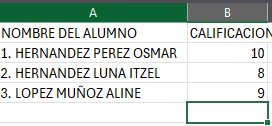 A B
NOMBRE DEL ALUMNO CALIFICACION
1. HERNANDEZ PEREZ OSMAR 10
2. HERNANDEZ LUNA ITZEL 8
3. LOPEZ MUÑOZ ALINE 9